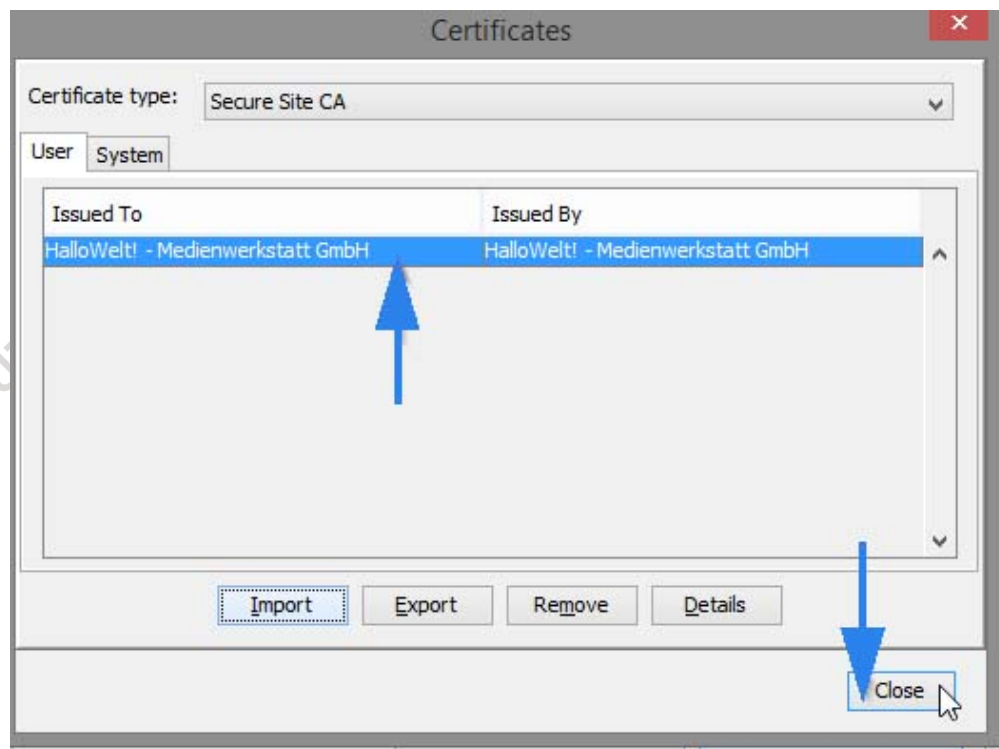 Certificates
Certificate type: Secure Site CA
User System
Issued To Issued By
HalloWelt! - Medienwerkstatt GmbH HalloWelt! - Medienwerkstatt GmbH
Import Export Remove Details
Close